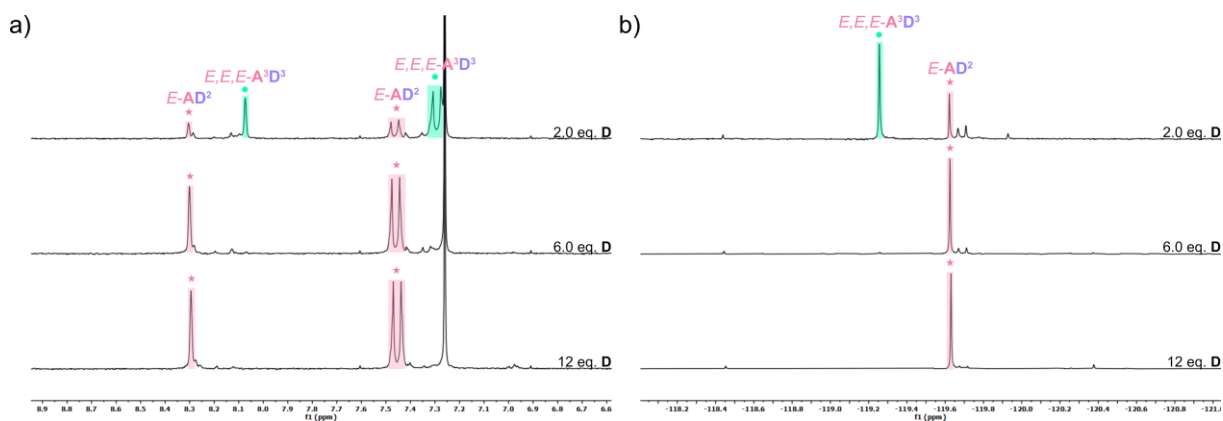 a)
E,E,E-A³D³
E,E,E-A³D³
E-AD²
E-AD²
2.0 eq. D
6.0 eq. D
12 eq. D
8.9 8.8 8.7 8.6 8.5 8.4 8.3 8.2 8.1 8.0 7.9 7.8 7.7 7.6 7.5 7.4 7.3 7.2 7.1 7.0 6.9 6.8 6.7 6.6
f1 (ppm)
b)
E,E,E-A³D³
E-AD²
2.0 eq. D
6.0 eq. D
12 eq. D
-118.2 -118.4 -118.6 -118.8 -119.0 -119.2 -119.4 -119.6 -119.8 -120.0 -120.2 -120.4 -120.6 -120.8 -121.0
f1 (ppm)